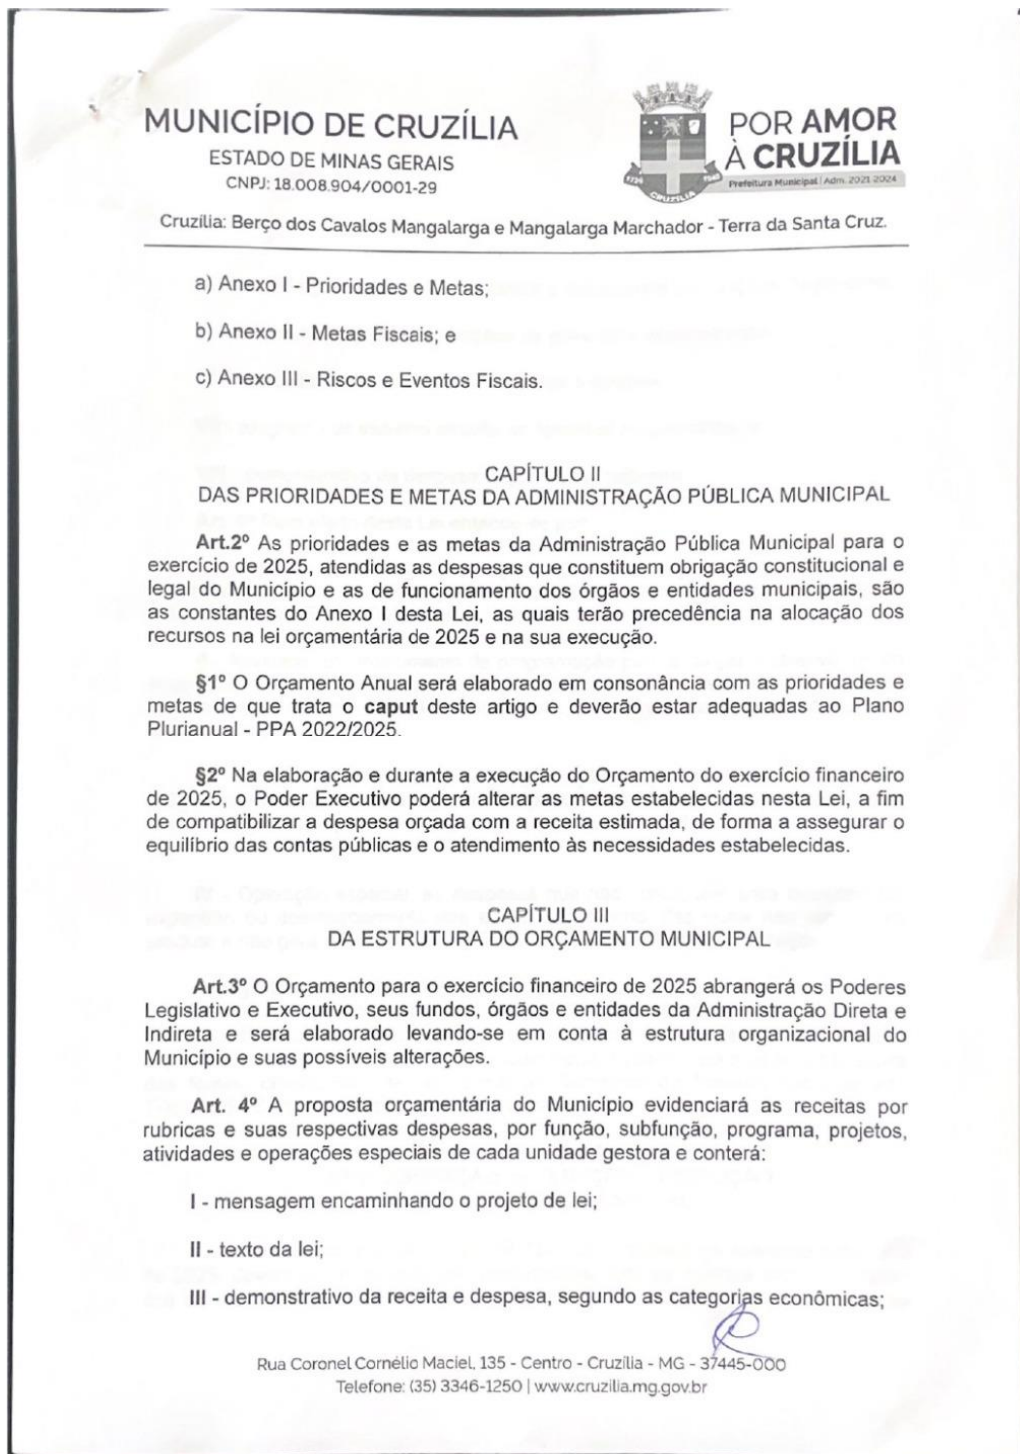 MUNICÍPIO DE CRUZÍLIA
ESTADO DE MINAS GERAIS
CNPJ: 18.008.904/0001-29
POR AMOR
À CRUZÍLIA
Prefeitura Municipal | Adm. 2021-2024
CRUZÍLIA
Cruzília: Berço dos Cavalos Mangalarga e Mangalarga Marchador - Terra da Santa Cruz.
a) Anexo I - Prioridades e Metas;
b) Anexo II - Metas Fiscais; e
c) Anexo III - Riscos e Eventos Fiscais.
CAPÍTULO II
DAS PRIORIDADES E METAS DA ADMINISTRAÇÃO PÚBLICA MUNICIPAL
Art.2º As prioridades e as metas da Administração Pública Municipal para o
exercício de 2025, atendidas as despesas que constituem obrigação constitucional e
legal do Município e as de funcionamento dos órgãos e entidades municipais, são
as constantes do Anexo I desta Lei, as quais terão precedência na alocação dos
recursos na lei orçamentária de 2025 e na sua execução.
§1º O Orçamento Anual será elaborado em consonância com as prioridades e
metas de que trata o caput deste artigo e deverão estar adequadas ao Plano
Plurianual - PPA 2022/2025.
§2º Na elaboração e durante a execução do Orçamento do exercício financeiro
de 2025, o Poder Executivo poderá alterar as metas estabelecidas nesta Lei, a fim
de compatibilizar a despesa orçada com a receita estimada, de forma a assegurar o
equilíbrio das contas públicas e o atendimento às necessidades estabelecidas.
CAPÍTULO III
DA ESTRUTURA DO ORÇAMENTO MUNICIPAL
Art.3º O Orçamento para o exercício financeiro de 2025 abrangerá os Poderes
Legislativo e Executivo, seus fundos, órgãos e entidades da Administração Direta e
Indireta e será elaborado levando-se em conta à estrutura organizacional do
Município e suas possíveis alterações.
Art. 4º A proposta orçamentária do Município evidenciará as receitas por
rubricas e suas respectivas despesas, por função, subfunção, programa, projetos,
atividades e operações especiais de cada unidade gestora e conterá:
I - mensagem encaminhando o projeto de lei;
II - texto da lei;
III - demonstrativo da receita e despesa, segundo as categorias econômicas;
Rua Coronel Cornélio Maciel, 135 - Centro - Cruzília - MG - 37445-000
Telefone: (35) 3346-1250 | www.cruzilia.mg.gov.br